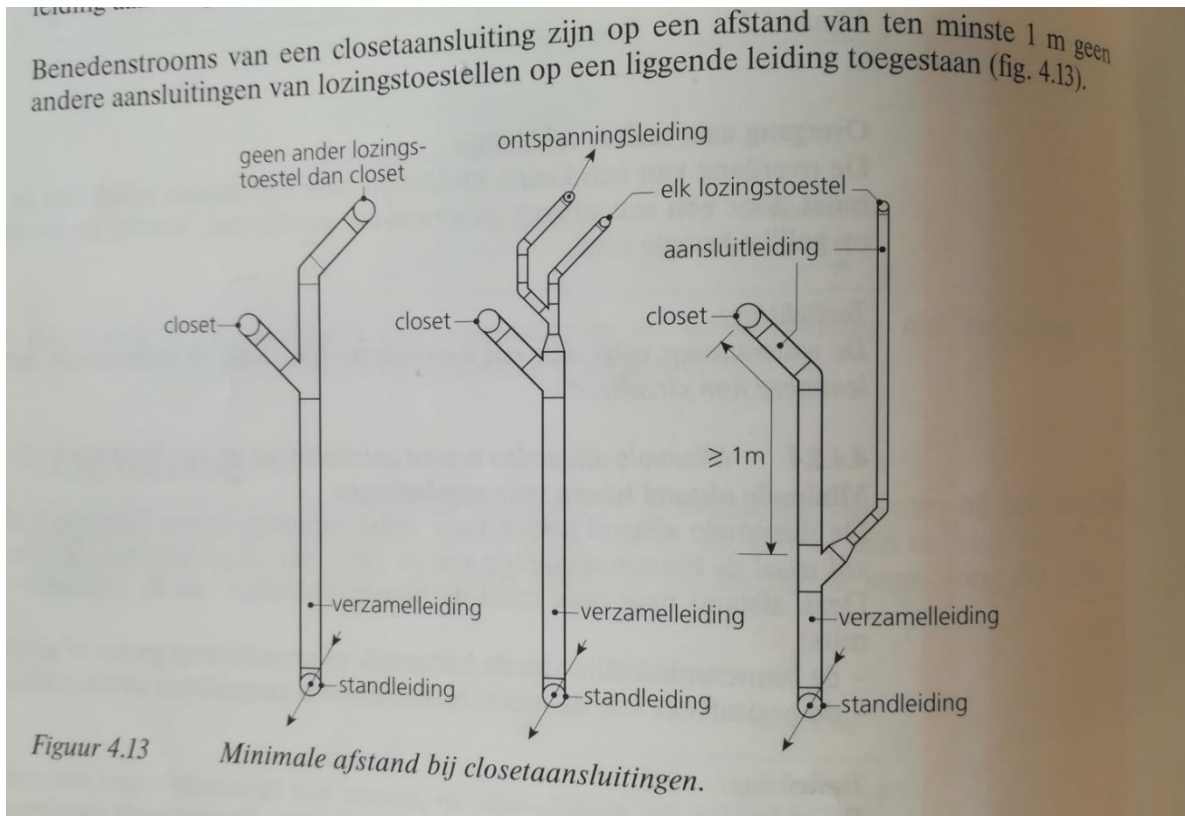 Benedenstrooms van een closetaansluiting zijn op een afstand van ten minste 1 m geen
andere aansluitingen van lozingstoestellen op een liggende leiding toegestaan (fig. 4.13).
geen ander lozings-
toestel dan closet
ontspanningsleiding
elk lozingstoestel
aansluitleiding
closet
closet
closet
⩾ 1m
verzamelleiding
verzamelleiding
verzamelleiding
standleiding
standleiding
standleiding
Figuur 4.13 Minimale afstand bij closetaansluitingen.